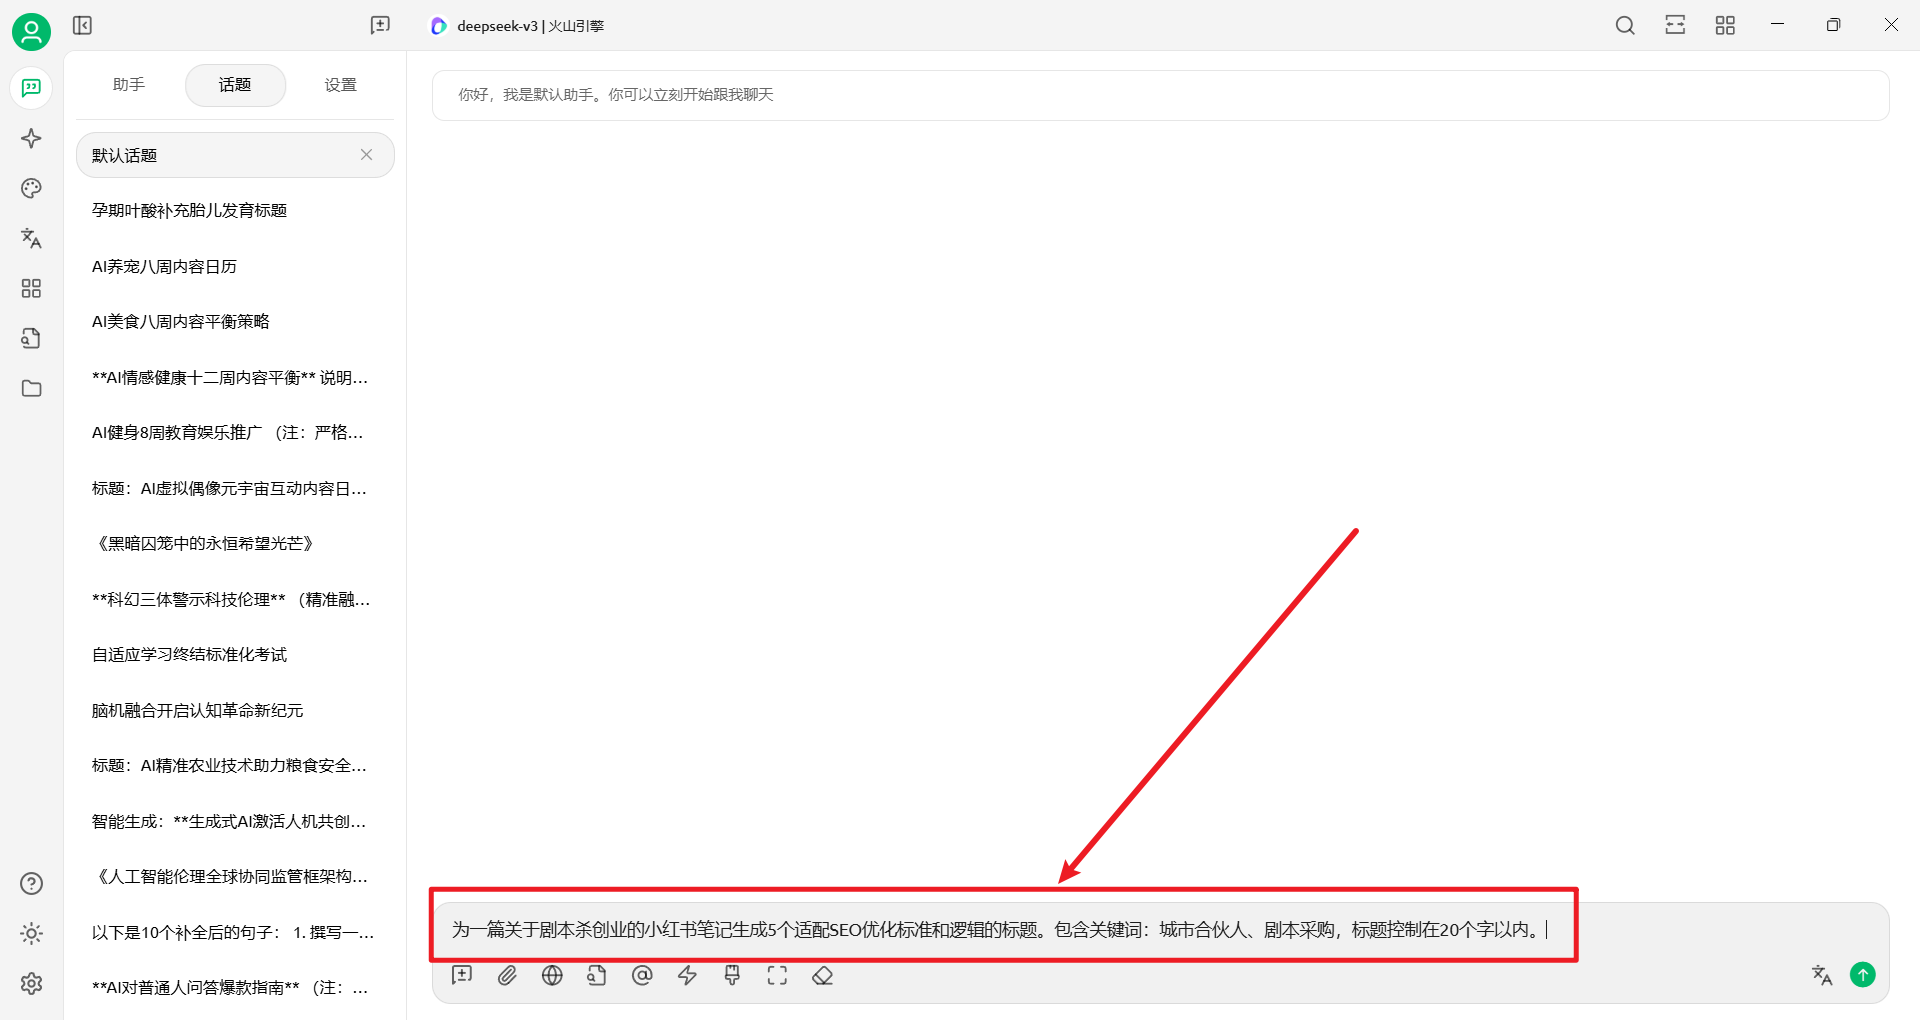 deepseek-v3 | 火山引擎
助手
话题
设置
默认话题
孕期叶酸补充胎儿发育标题
AI养宠八周内容日历
AI美食八周内容平衡策略
**AI情感健康十二周内容平衡** 说明...
AI健身8周教育娱乐推广 （注：严格...
标题：AI虚拟偶像元宇宙互动内容日...
《黑暗囚笼中的永恒希望光芒》
**科幻三体警示科技伦理** （精准融...
自适应学习终结标准化考试
脑机融合开启认知革命新纪元
标题：AI精准农业技术助力粮食安全...
智能生成：**生成式AI激活人机共创...
《人工智能伦理全球协同监管框架构...
以下是10个补全后的句子： 1. 撰写一...
**AI对普通人问答爆款指南** （注：...
你好，我是默认助手。你可以立刻开始跟我聊天
为一篇关于剧本杀创业的小红书笔记生成5个适配SEO优化标准和逻辑的标题。包含关键词：城市合伙人、剧本采购，标题控制在20个字以内。